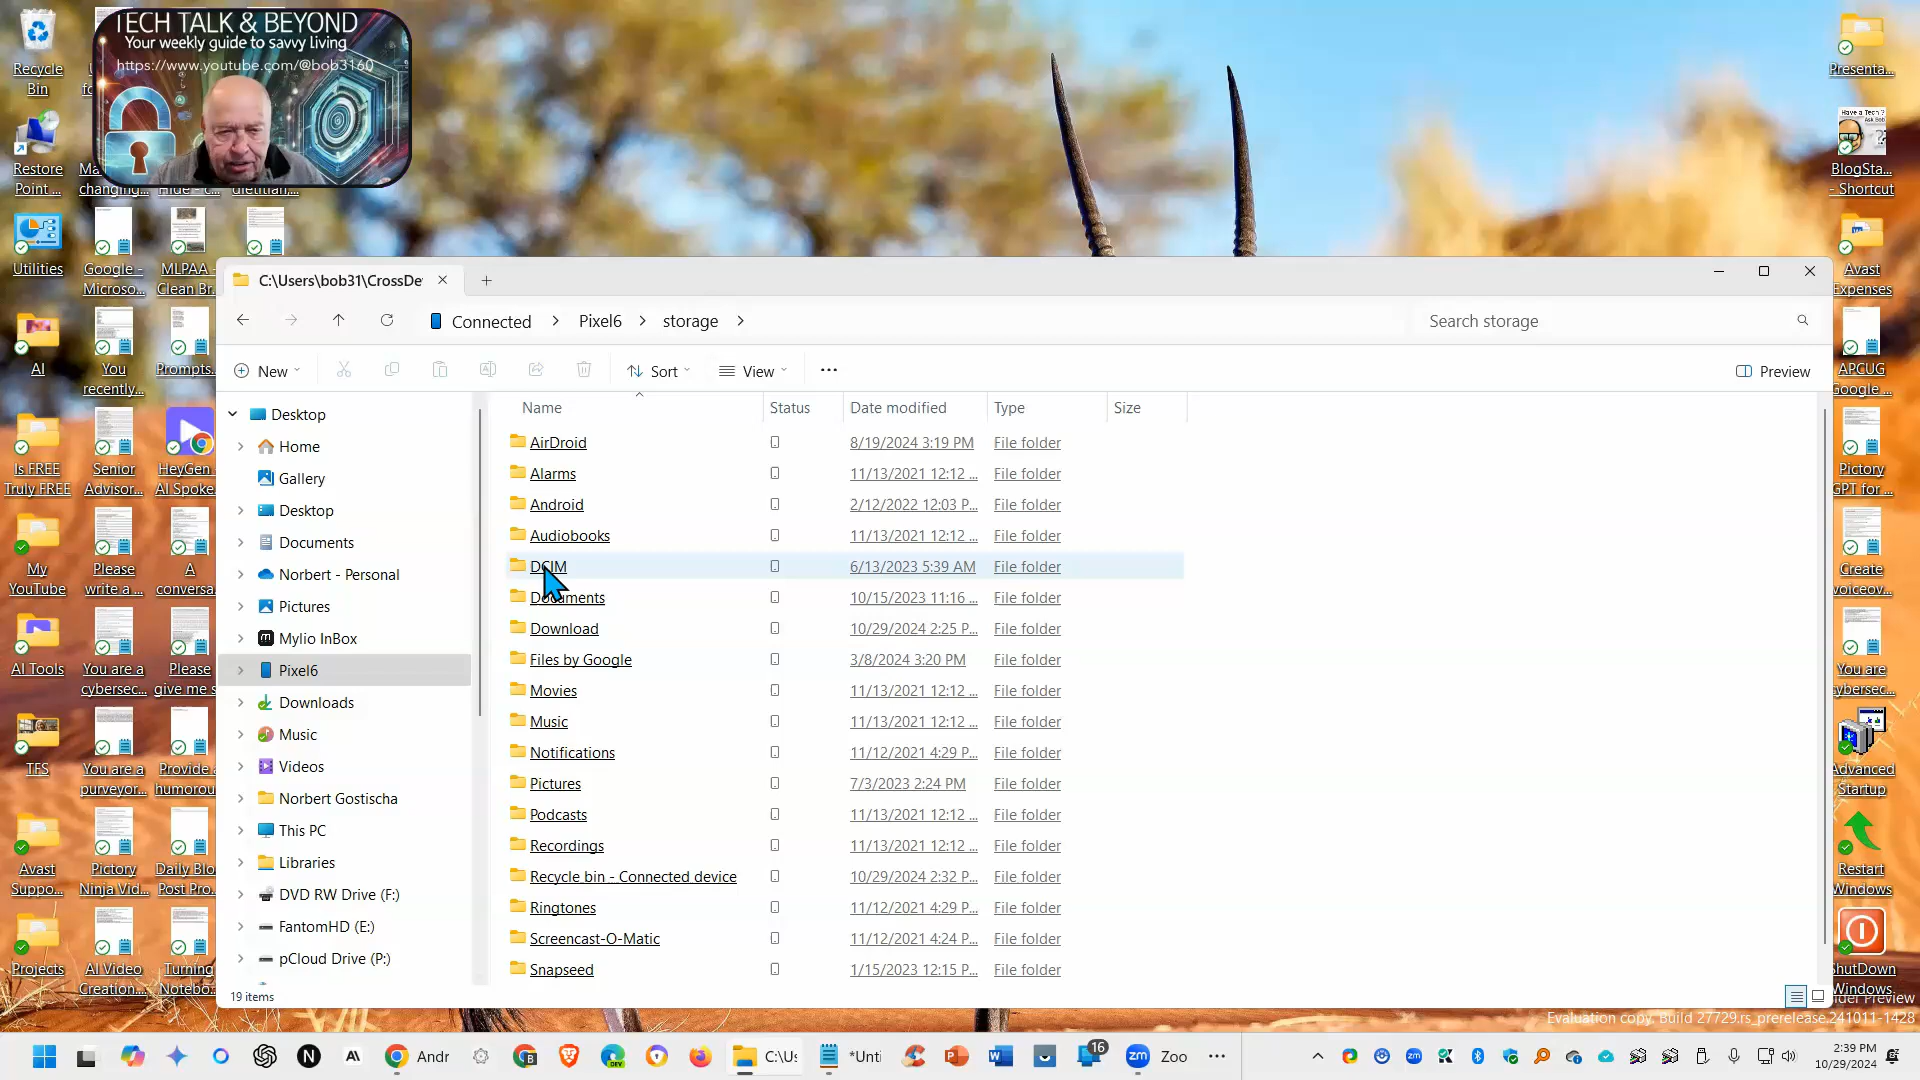 TECH TALK & BEYOND
Your weekly guide to savvy living
https://www.youtube.com/@bob3160
Recycle
Bin
Restore
Point ...
changing...
dietitian,...
Utilities
Google -
Microso...
MLPAA -
Clean Br...
AI
You
recently...
Prompts...
Is FREE
Truly FREE
Senior
Advisor...
HeyGen -
AI Spoke...
My
YouTube
Please
write a ...
A
conversa...
AI Tools
You are a
cybersec...
Please
give me s
TFS
You are a
purveyor...
Provide a
humorou...
Avast
Suppo...
Pictory
Ninja Vid...
Daily Blo
Post Pro...
Projects
AI Video
Creation...
Turning
Notebo...
Presenta...
Have a Tech ?
Ask Bob
BlogSta...
- Shortcut
Avast
Expenses
APCUG
Google ...
Pictory
GPT for ...
Create
voiceov...
You are
cybersec...
Advanced
Startup
Restart
Windows
ShutDown
Windows
C:\Users\bob31\CrossDe
Connected
Pixel6
storage
Search storage
New
Sort
View
Preview
Desktop
Home
Gallery
Desktop
Documents
Norbert - Personal
Pictures
Mylio InBox
Pixel6
Downloads
Music
Videos
Norbert Gostischa
This PC
Libraries
DVD RW Drive (F:)
FantomHD (E:)
pCloud Drive (P:)
Name Status Date modified Type Size
AirDroid 8/19/2024 3:19 PM File folder
Alarms 11/13/2021 12:12 ... File folder
Android 2/12/2022 12:03 P... File folder
Audiobooks 11/13/2021 12:12 ... File folder
DCIM 6/13/2023 5:39 AM File folder
Documents 10/15/2023 11:16 ... File folder
Download 10/29/2024 2:25 P... File folder
Files by Google 3/8/2024 3:20 PM File folder
Movies 11/13/2021 12:12 ... File folder
Music 11/13/2021 12:12 ... File folder
Notifications 11/12/2021 4:29 P... File folder
Pictures 7/3/2023 2:24 PM File folder
Podcasts 11/13/2021 12:12 ... File folder
Recordings 11/13/2021 12:12 ... File folder
Recycle bin - Connected device 10/29/2024 2:32 P... File folder
Ringtones 11/12/2021 4:29 P... File folder
Screencast-O-Matic 11/12/2021 4:24 P... File folder
Snapseed 1/15/2023 12:15 P... File folder
19 items
Evaluation copy. Build 27729.rs_prerelease.241011-1428
Andr
C:\Us
*Unti
16
Zoo
2:39 PM
10/29/2024